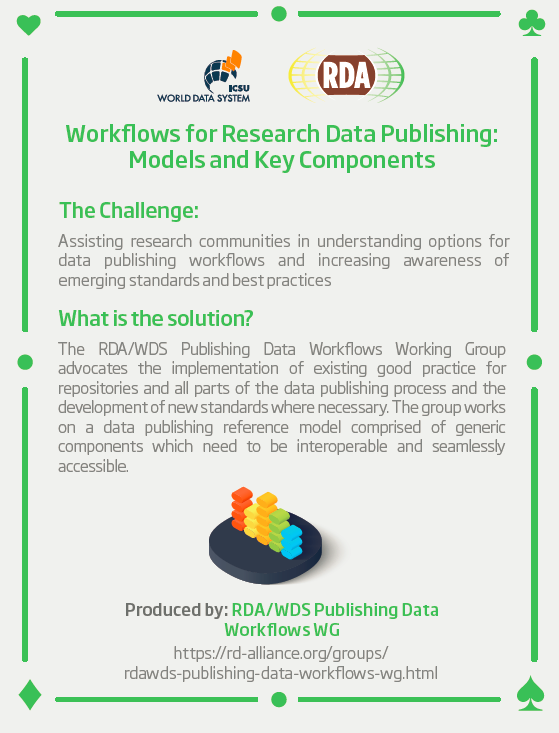 ICSU
WORLD DATA SYSTEM
RDA
Workflows for Research Data Publishing:
Models and Key Components
The Challenge:
Assisting research communities in understanding options for
data publishing workflows and increasing awareness of
emerging standards and best practices
What is the solution?
The RDA/WDS Publishing Data Workflows Working Group
advocates the implementation of existing good practice for
repositories and all parts of the data publishing process and the
development of new standards where necessary. The group works
on a data publishing reference model comprised of generic
components which need to be interoperable and seamlessly
accessible.
Produced by: RDA/WDS Publishing Data
Workflows WG
https://rd-alliance.org/groups/
rdawds-publishing-data-workflows-wg.html